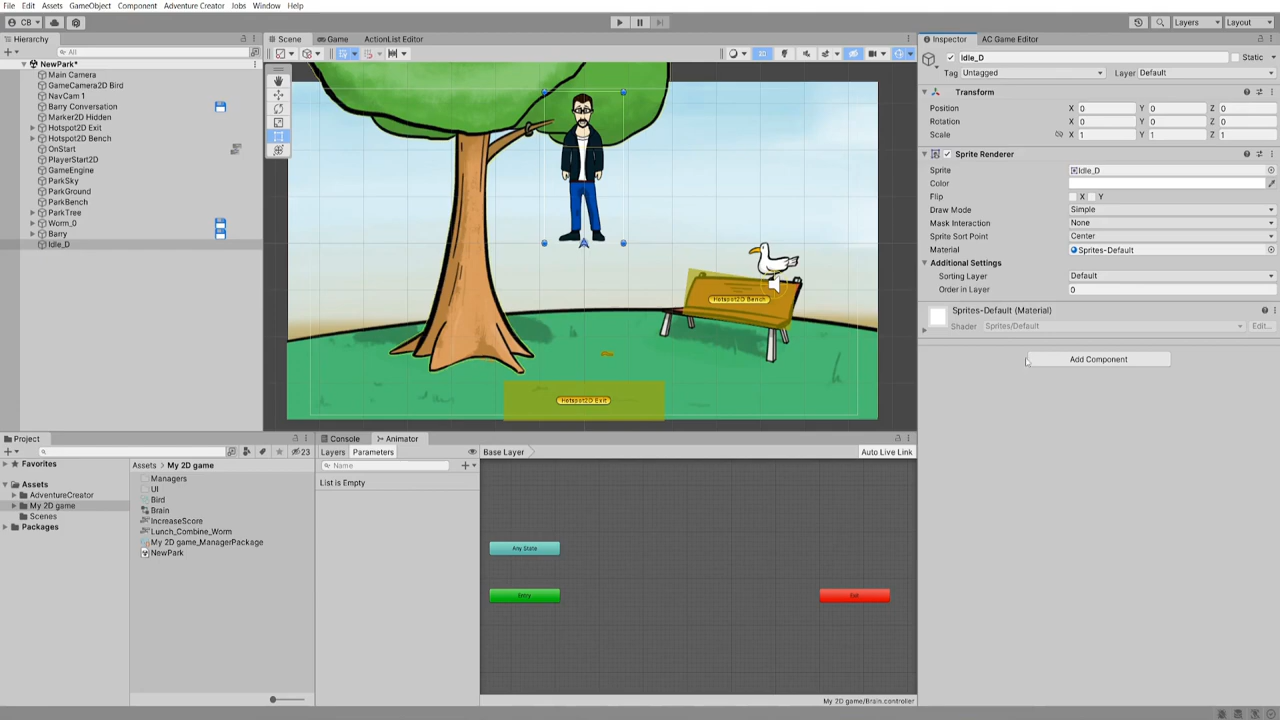 File Edit Assets GameObject Component Adventure Creator Jobs Window Help
CB Layers Layout
Hierarchy
All
NewPark*
Main Camera
GameCamera2D Bird
NavCam 1
Barry Conversation
Marker2D Hidden
Hotspot2D Exit
Hotspot2D Bench
OnStart
PlayerStart2D
GameEngine
ParkSky
ParkGround
ParkBench
ParkTree
Worm_0
Barry
Idle_D
Scene Game ActionList Editor
2D
Hotspot2D Bench
Hotspot2D Exit
Inspector AC Game Editor
Idle_D Static
Tag Untagged Layer Default
Transform
Position X 0 Y 0 Z 0
Rotation X 0 Y 0 Z 0
Scale X 1 Y 1 Z 1
Sprite Renderer
Sprite Idle_D
Color
Flip X Y
Draw Mode Simple
Mask Interaction None
Sprite Sort Point Center
Material Sprites-Default
Additional Settings
Sorting Layer Default
Order in Layer 0
Sprites-Default (Material)
Shader Sprites/Default Edit...
Add Component
Project
23
Favorites
Assets
AdventureCreator
My 2D game
Scenes
Packages
Assets > My 2D game
Managers
UI
Bird
Brain
IncreaseScore
Lunch_Combine_Worm
My 2D game_ManagerPackage
NewPark
Console Animator
Layers Parameters Base Layer Auto Live Link
Name
List is Empty
Any State
Entry
Exit
My 2D game/Brain.controller